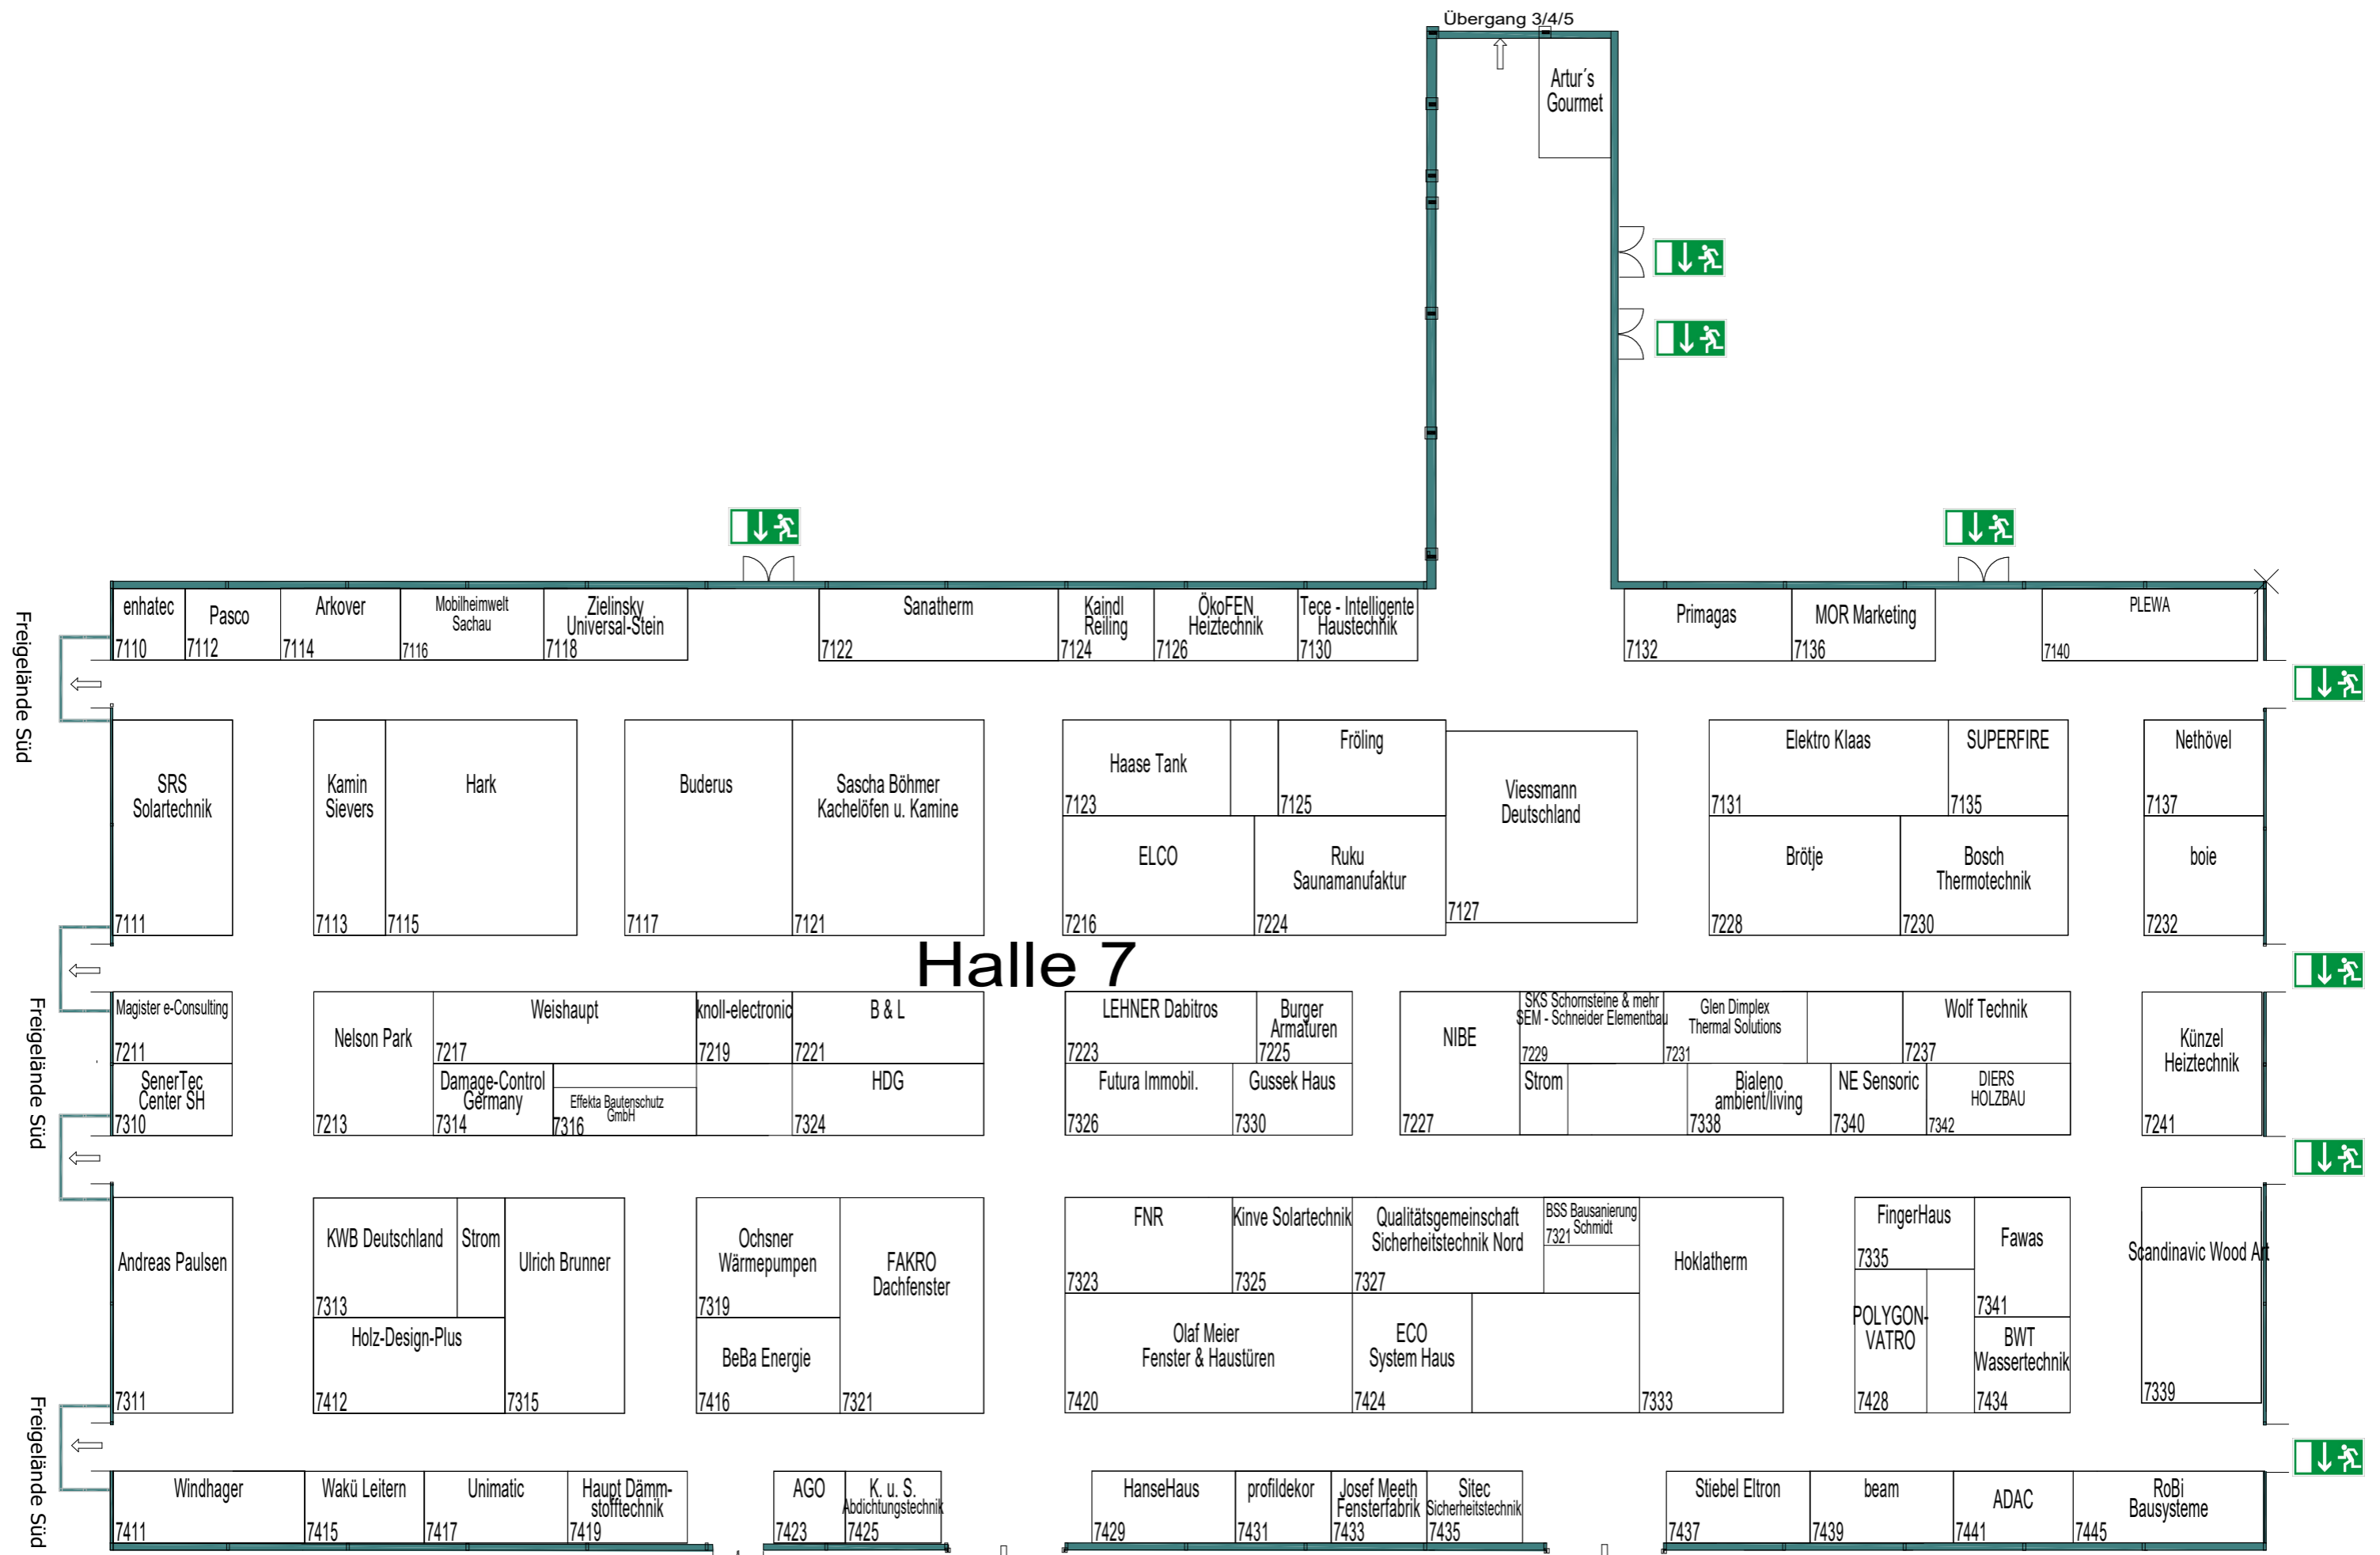 Übergang 3/4/5
Artur´s
Gourmet
Freigelände Süd
enhatec
7110
Pasco
7112
Arkover
7114
Mobilheimwelt
Sachau
7116
Zielinsky
Universal-Stein
7118
Sanatherm
7122
Kaindl
Reiling
7124
ÖkoFEN
Heiztechnik
7126
Tece - Intelligente
Haustechnik
7130
Primagas
7132
MOR Marketing
7136
PLEWA
7140
SRS
Solartechnik
7111
Kamin
Sievers
7113
Hark
7115
Buderus
7117
Sascha Böhmer
Kachelöfen u. Kamine
7121
Haase Tank
7123
Fröling
7125
Viessmann
Deutschland
7127
Elektro Klaas
7131
SUPERFIRE
7135
Nethövel
7137
ELCO
7216
Ruku
Saunamanufaktur
7224
Brötje
7228
Bosch
Thermotechnik
7230
boie
7232
Halle 7
Freigelände Süd
Magister e-Consulting
7211
SenerTec
Center SH
7310
Nelson Park
7213
Weishaupt
7217
knoll-electronic
7219
B & L
7221
Damage-Control
Germany
7314
Effekta Bautenschutz
GmbH
7316
HDG
7324
LEHNER Dabitros
7223
Burger
Armaturen
7225
Futura Immobil.
7326
Gussek Haus
7330
NIBE
7227
SKS Schornsteine & mehr
SEM - Schneider Elementbau
7229
Glen Dimplex
Thermal Solutions
7231
Wolf Technik
7237
Strom
Bialeno
ambient/living
7338
NE Sensoric
7340
DIERS
HOLZBAU
7342
Künzel
Heiztechnik
7241
Andreas Paulsen
7311
KWB Deutschland
7313
Strom
Ulrich Brunner
7315
Holz-Design-Plus
7412
Ochsner
Wärmepumpen
7319
BeBa Energie
7416
FAKRO
Dachfenster
7321
FNR
7323
Kinve Solartechnik
7325
Qualitätsgemeinschaft
Sicherheitstechnik Nord
7327
BSS Bausanierung
Schmidt
7321
Hoklatherm
7333
Olaf Meier
Fenster & Haustüren
7420
ECO
System Haus
7424
FingerHaus
7335
Fawas
7341
POLYGON-
VATRO
7428
BWT
Wassertechnik
7434
Scandinavic Wood Art
7339
Freigelände Süd
Windhager
7411
Wakü Leitern
7415
Unimatic
7417
Haupt Dämm-
stofftechnik
7419
AGO
7423
K. u. S.
Abdichtungstechnik
7425
HanseHaus
7429
profildekor
7431
Josef Meeth
Fensterfabrik
7433
Sitec
Sicherheitstechnik
7435
Stiebel Eltron
7437
beam
7439
ADAC
7441
RoBi
Bausysteme
7445